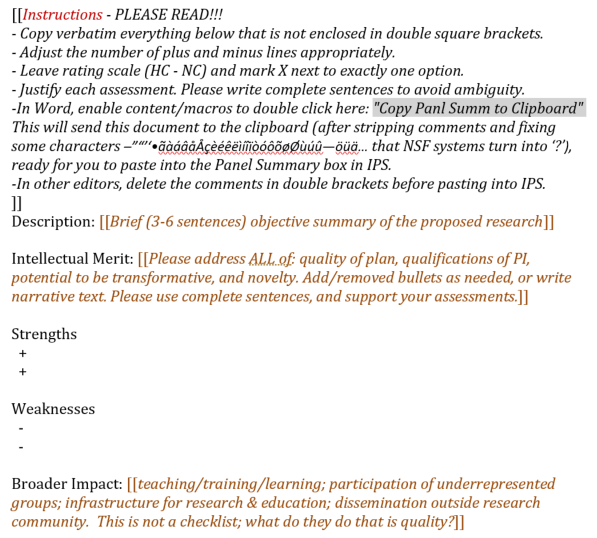 [[Instructions - PLEASE READ!!!
- Copy verbatim everything below that is not enclosed in double square brackets.
- Adjust the number of plus and minus lines appropriately.
- Leave rating scale (HC - NC) and mark X next to exactly one option.
- Justify each assessment. Please write complete sentences to avoid ambiguity.
-In Word, enable content/macros to double click here: "Copy Panl Summ to Clipboard"
This will send this document to the clipboard (after stripping comments and fixing
some characters –”“”‘•ãàáâåÅçèéêëìíîïòóôõøØùúû—öüä... that NSF systems turn into ‘?’),
ready for you to paste into the Panel Summary box in IPS.
-In other editors, delete the comments in double brackets before pasting into IPS.
]]
Description: [[Brief (3-6 sentences) objective summary of the proposed research]]
Intellectual Merit: [[Please address ALL of: quality of plan, qualifications of PI,
potential to be transformative, and novelty. Add/removed bullets as needed, or write
narrative text. Please use complete sentences, and support your assessments.]]
Strengths
+
+
Weaknesses
-
-
Broader Impact: [[teaching/training/learning; participation of underrepresented
groups; infrastructure for research & education; dissemination outside research
community.  This is not a checklist; what do they do that is quality?]]